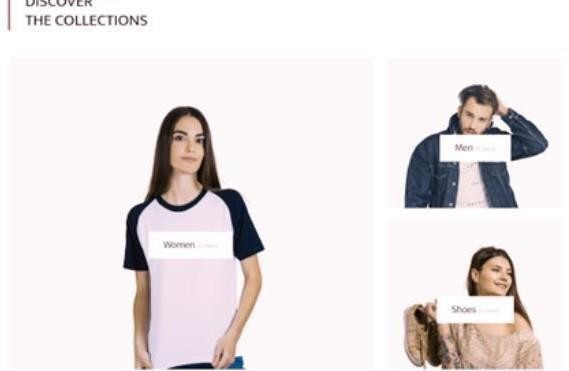 DISCOVER
THE COLLECTIONS
Women
Men
Shoes